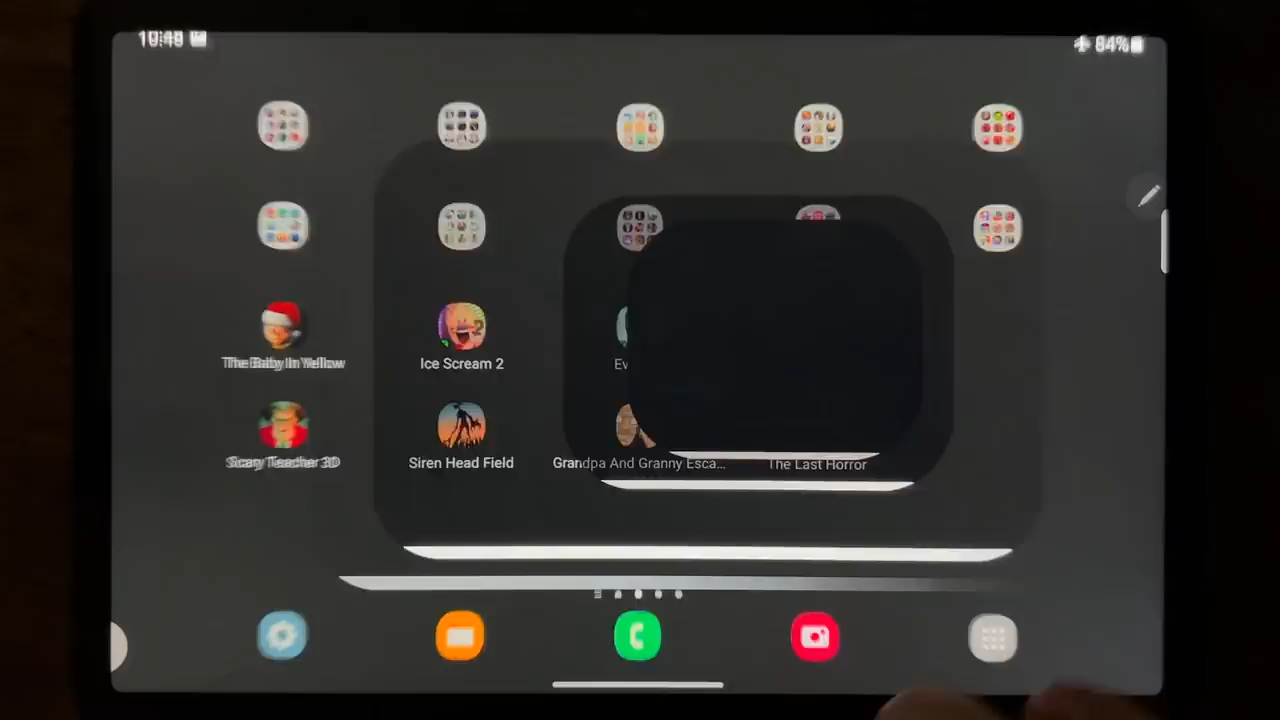 10:48 84%
The Baby In Yellow Ice Scream 2 Ev
Scary Teacher 3D Siren Head Field Grandpa And Granny Esca... The Last Horror